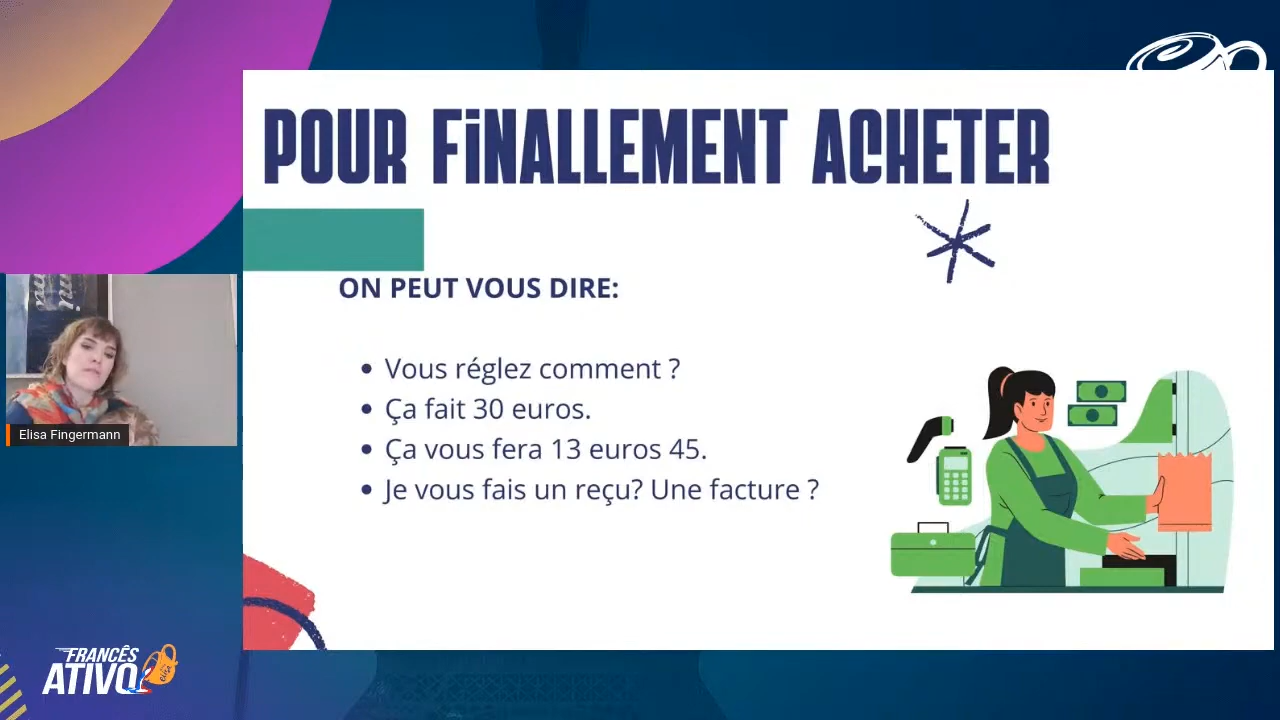 POUR FiNALLEMENT ACHETER
ON PEUT VOUS DIRE:
Vous réglez comment ?
Ça fait 30 euros.
Ça vous fera 13 euros 45.
Je vous fais un reçu? Une facture ?
Elisa Fingermann
FRANCÊS
ATIVO